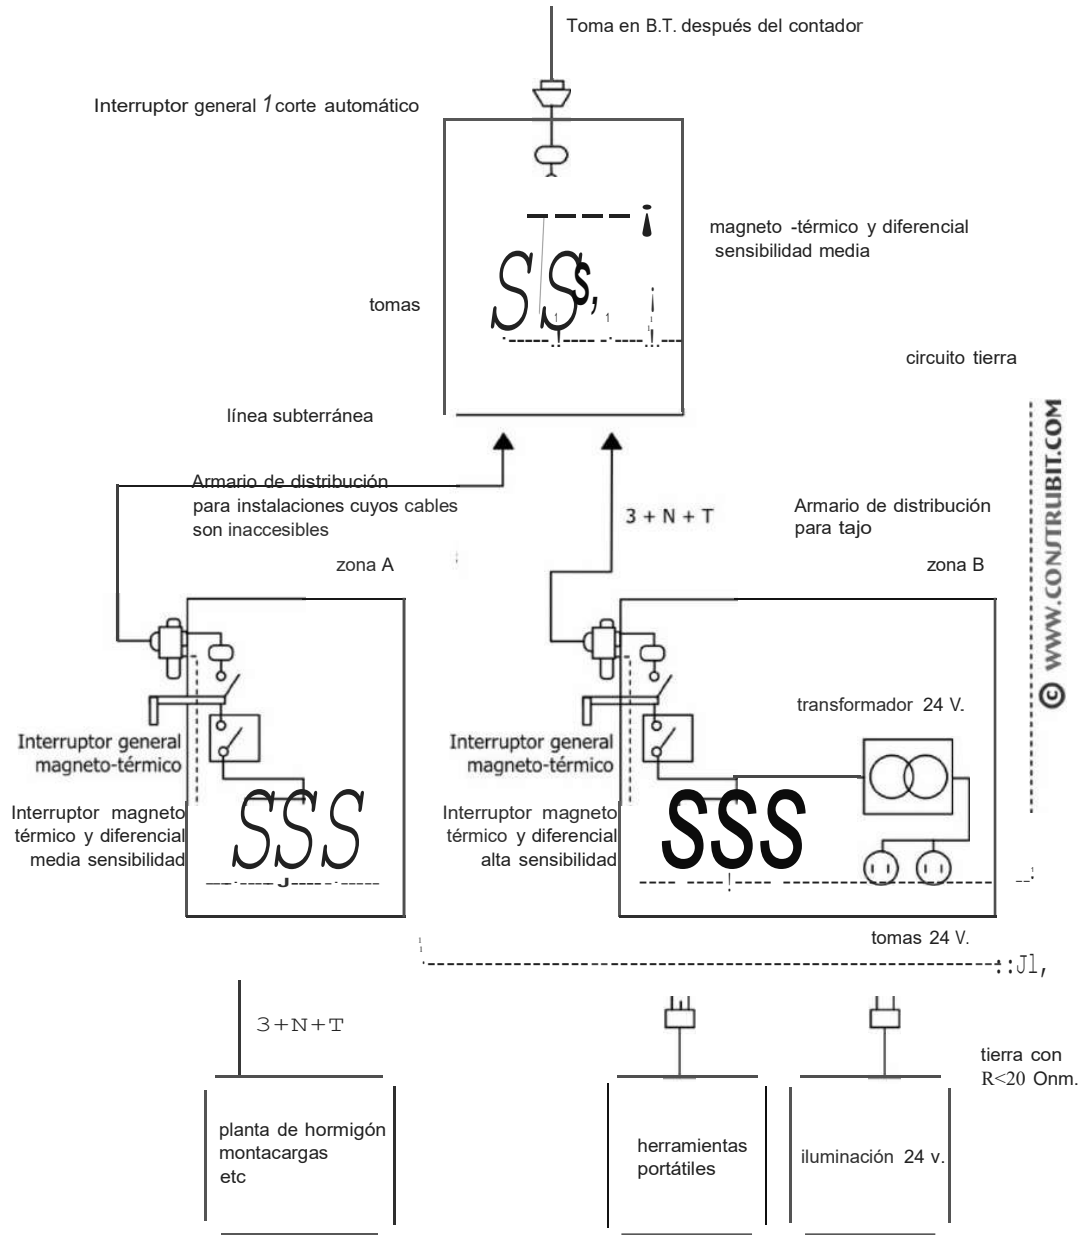 Toma en B.T. después del contador
Interruptor general 1 corte automático
magneto -térmico y diferencial
sensibilidad media
SSs,
tomas
circuito tierra
línea subterránea
Armario de distribución
para instalaciones cuyos cables
son inaccesibles
3 + N + T
Armario de distribución
para tajo
zona A
zona B
© WWW.CONSTRUBIT.COM
transformador 24 V.
Interruptor general
magneto-térmico
Interruptor general
magneto-térmico
Interruptor magneto
térmico y diferencial
media sensibilidad
SSS
Interruptor magneto
térmico y diferencial
alta sensibilidad
SSS
tomas 24 V.
::Jl,
3+N+T
tierra con
R<20 Onm.
planta de hormigón
montacargas
etc
herramientas
portátiles
iluminación 24 v.